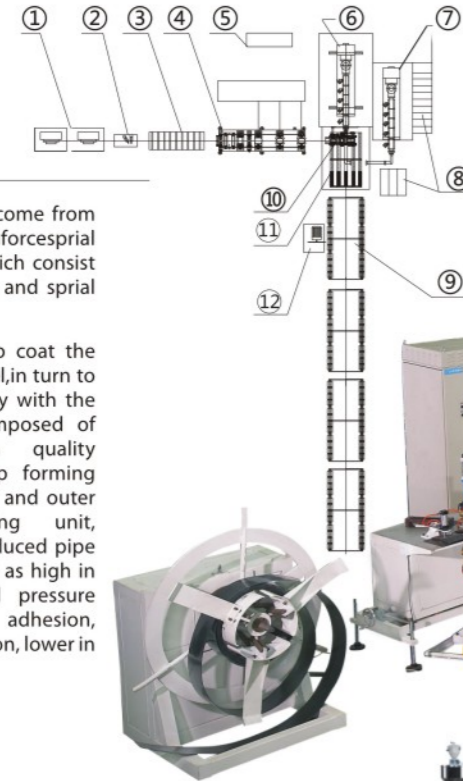 ① ② ③ ④ ⑤ ⑥ ⑦
⑧
⑩
⑪
⑨
⑫
come from
forcesprial
ich consist
and sprial
o coat the
l,in turn to
y with the
mposed of
quality
p forming
and outer
ng unit,
duced pipe
as high in
pressure
adhesion,
on, lower in